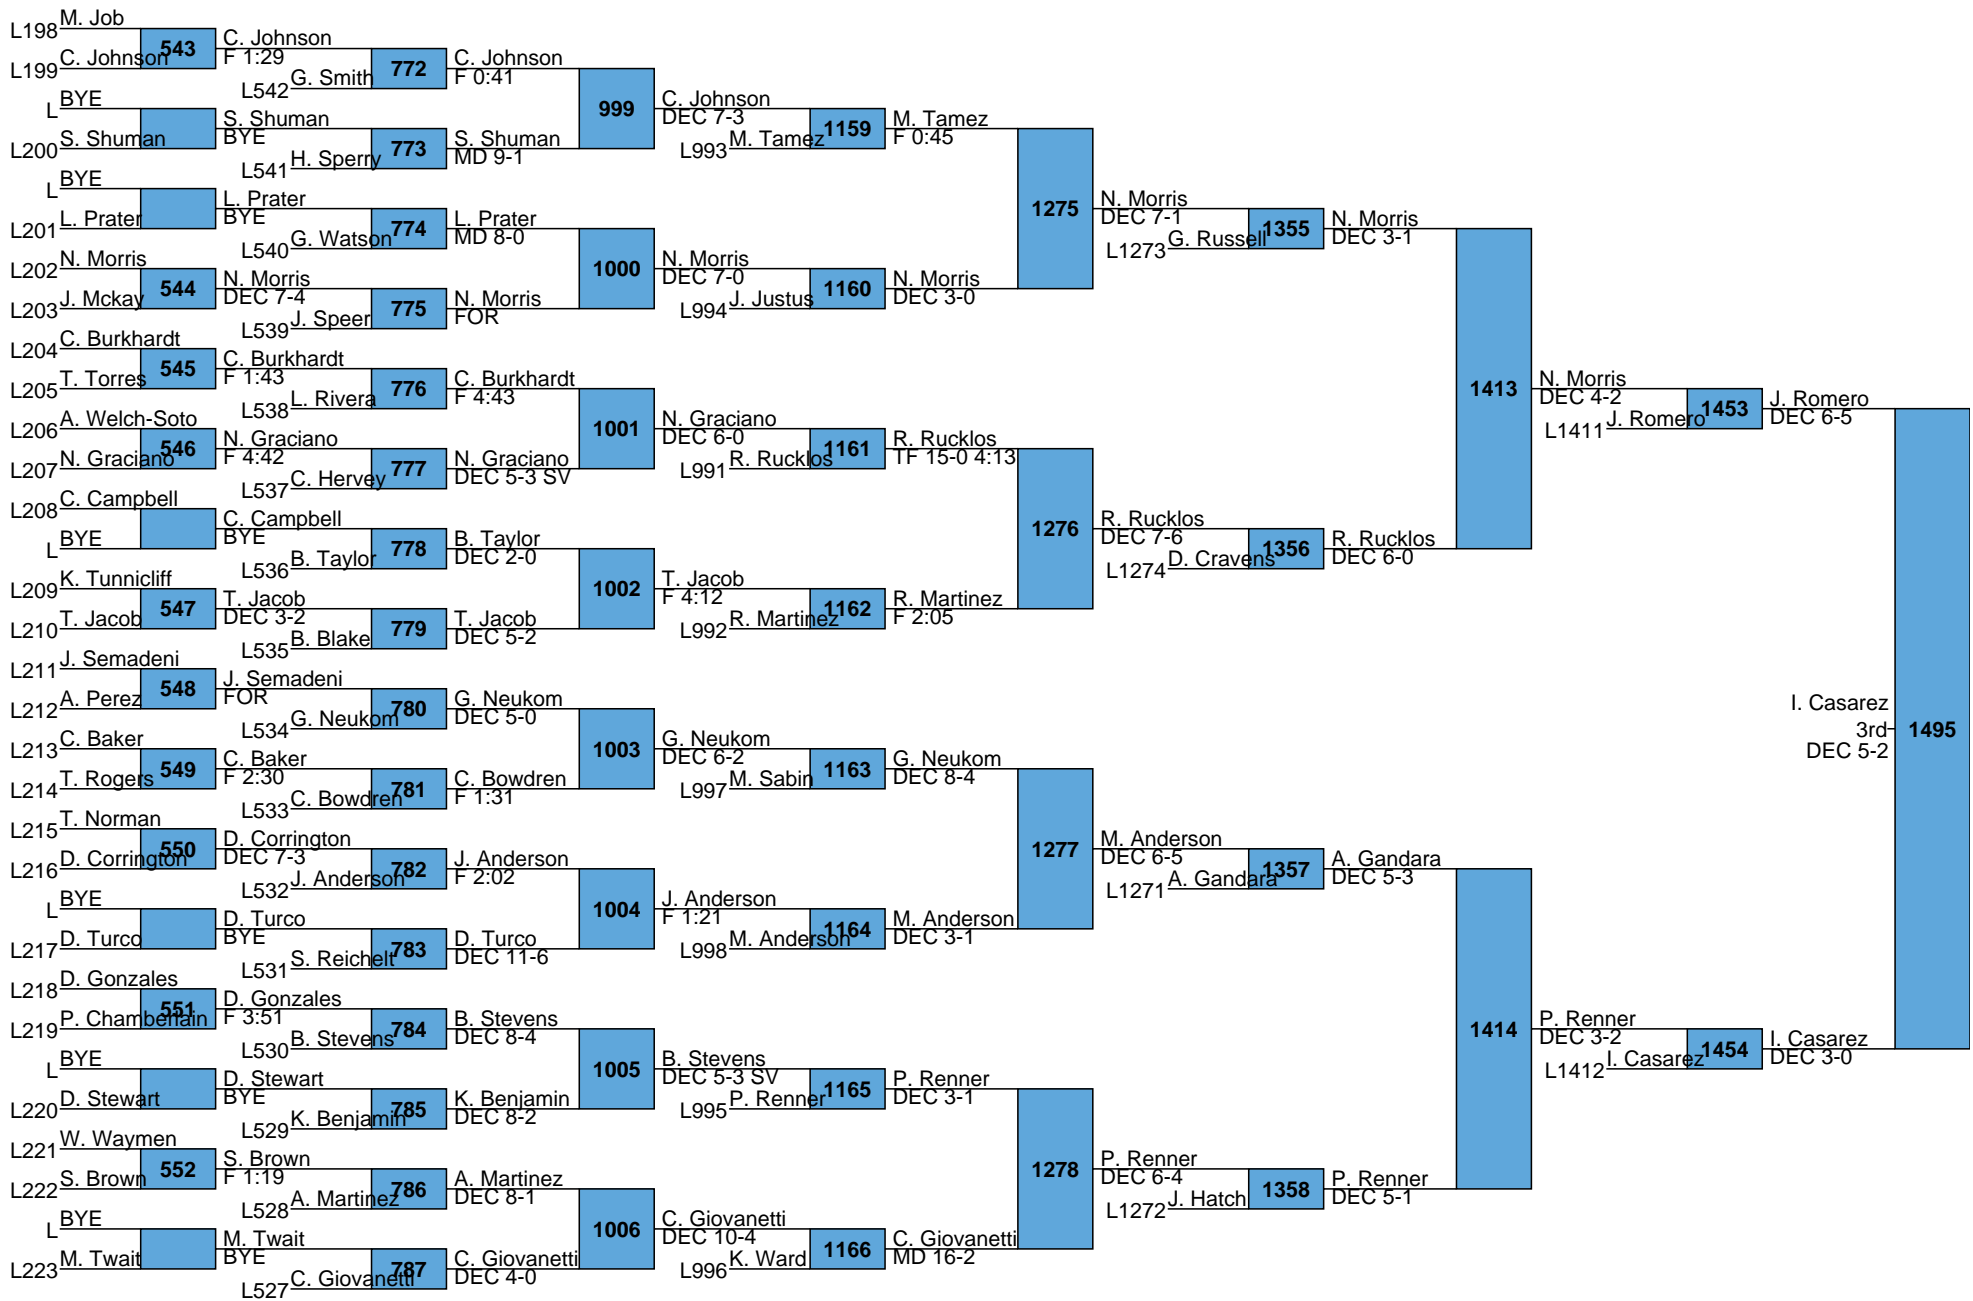 M. Job
L198
543
C. Johnson
L199
C. Johnson
F 1:29
L542
G. Smith
772
C. Johnson
F 0:41
L
BYE
S. Shuman
L200
S. Shuman
BYE
L541
H. Sperry
773
S. Shuman
MD 9-1
999
C. Johnson
DEC 7-3
L993
M. Tamez
1159
M. Tamez
F 0:45
L
BYE
L201
L. Prater
L. Prater
BYE
L540
G. Watson
774
L. Prater
MD 8-0
L202
N. Morris
L203
J. Mckay
544
N. Morris
DEC 7-4
L539
J. Speer
775
N. Morris
FOR
1000
N. Morris
DEC 7-0
L994
J. Justus
1160
N. Morris
DEC 3-0
1275
N. Morris
DEC 7-1
L1273
G. Russell
1355
N. Morris
DEC 3-1
L204
C. Burkhardt
L205
T. Torres
545
C. Burkhardt
F 1:43
L538
L. Rivera
776
C. Burkhardt
F 4:43
L206
A. Welch-Soto
L207
N. Graciano
546
N. Graciano
F 4:42
L537
C. Hervey
777
N. Graciano
DEC 5-3 SV
1001
N. Graciano
DEC 6-0
L991
R. Rucklos
1161
R. Rucklos
TF 15-0 4:13
L208
C. Campbell
L
BYE
C. Campbell
BYE
L536
B. Taylor
778
B. Taylor
DEC 2-0
L209
K. Tunnicliff
L210
T. Jacob
547
T. Jacob
DEC 3-2
L535
B. Blake
779
T. Jacob
DEC 5-2
1002
T. Jacob
F 4:12
L992
R. Martinez
1162
R. Martinez
F 2:05
1276
R. Rucklos
DEC 7-6
L1274
D. Cravens
1356
R. Rucklos
DEC 6-0
1413
N. Morris
DEC 4-2
L1411
J. Romero
1453
J. Romero
DEC 6-5
L211
J. Semadeni
L212
A. Perez
548
J. Semadeni
FOR
L534
G. Neukom
780
G. Neukom
DEC 5-0
L213
C. Baker
L214
T. Rogers
549
C. Baker
F 2:30
L533
C. Bowdren
781
C. Bowdren
F 1:31
1003
G. Neukom
DEC 6-2
L997
M. Sabin
1163
G. Neukom
DEC 8-4
L215
T. Norman
L216
D. Corrington
550
D. Corrington
DEC 7-3
L532
J. Anderson
782
J. Anderson
F 2:02
L
BYE
L217
D. Turco
D. Turco
BYE
L531
S. Reichelt
783
D. Turco
DEC 11-6
1004
J. Anderson
F 1:21
L998
M. Anderson
1164
M. Anderson
DEC 3-1
1277
M. Anderson
DEC 6-5
L1271
A. Gandara
1357
A. Gandara
DEC 5-3
L218
D. Gonzales
L219
P. Chamberlain
551
D. Gonzales
F 3:51
L530
B. Stevens
784
B. Stevens
DEC 8-4
L
BYE
L220
D. Stewart
D. Stewart
BYE
L529
K. Benjamin
785
K. Benjamin
DEC 8-2
1005
B. Stevens
DEC 5-3 SV
L995
P. Renner
1165
P. Renner
DEC 3-1
L221
W. Waymen
L222
S. Brown
552
S. Brown
F 1:19
L528
A. Martinez
786
A. Martinez
DEC 8-1
L
BYE
L223
M. Twait
M. Twait
BYE
L527
C. Giovanetti
787
C. Giovanetti
DEC 4-0
1006
C. Giovanetti
DEC 10-4
L996
K. Ward
1166
C. Giovanetti
MD 16-2
1278
P. Renner
DEC 6-4
L1272
J. Hatch
1358
P. Renner
DEC 5-1
1414
P. Renner
DEC 3-2
L1412
I. Casarez
1454
I. Casarez
DEC 3-0
I. Casarez
3rd
DEC 5-2
1495